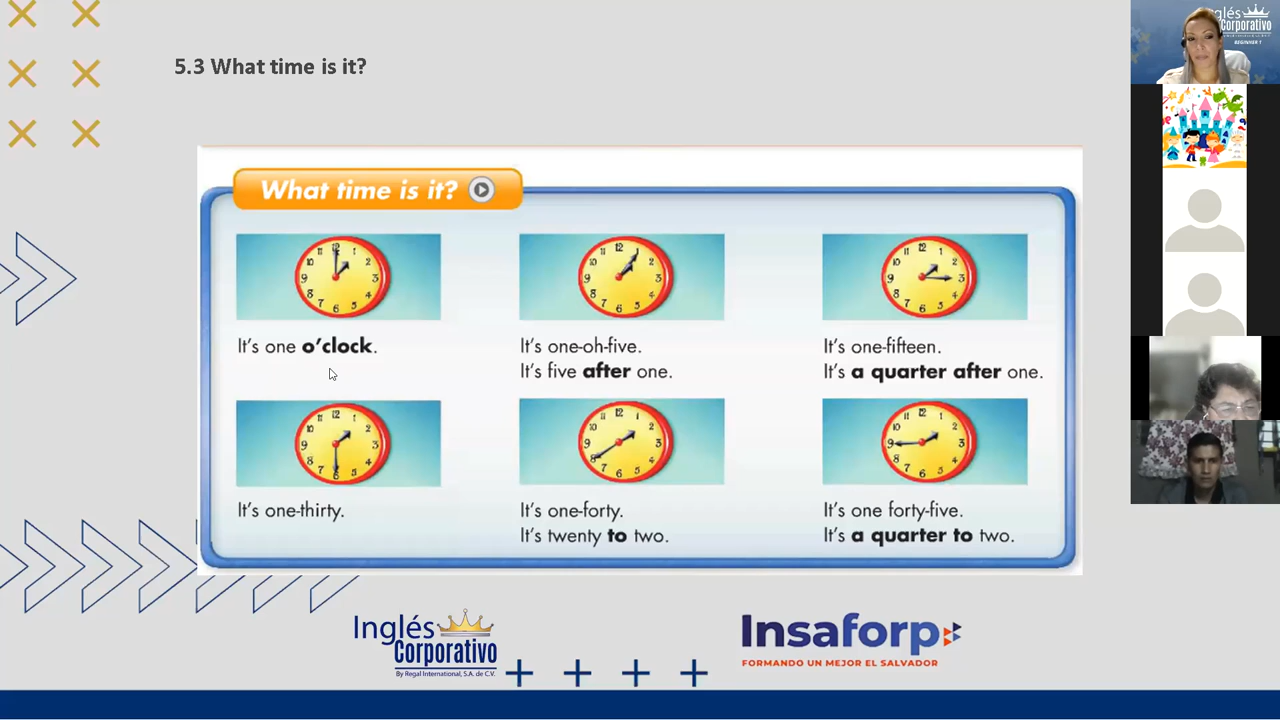 5.3 What time is it?
What time is it?
It's one o'clock.
It's one-oh-five.
It's five after one.
It's one-fifteen.
It's a quarter after one.
It's one-thirty.
It's one-forty.
It's twenty to two.
It's one forty-five.
It's a quarter to two.
Inglés
Corporativo
By Regal International, S.A. de C.V.
Insaforp
FORMANDO UN MEJOR EL SALVADOR
glés
Corporativo
BEGINNER 1